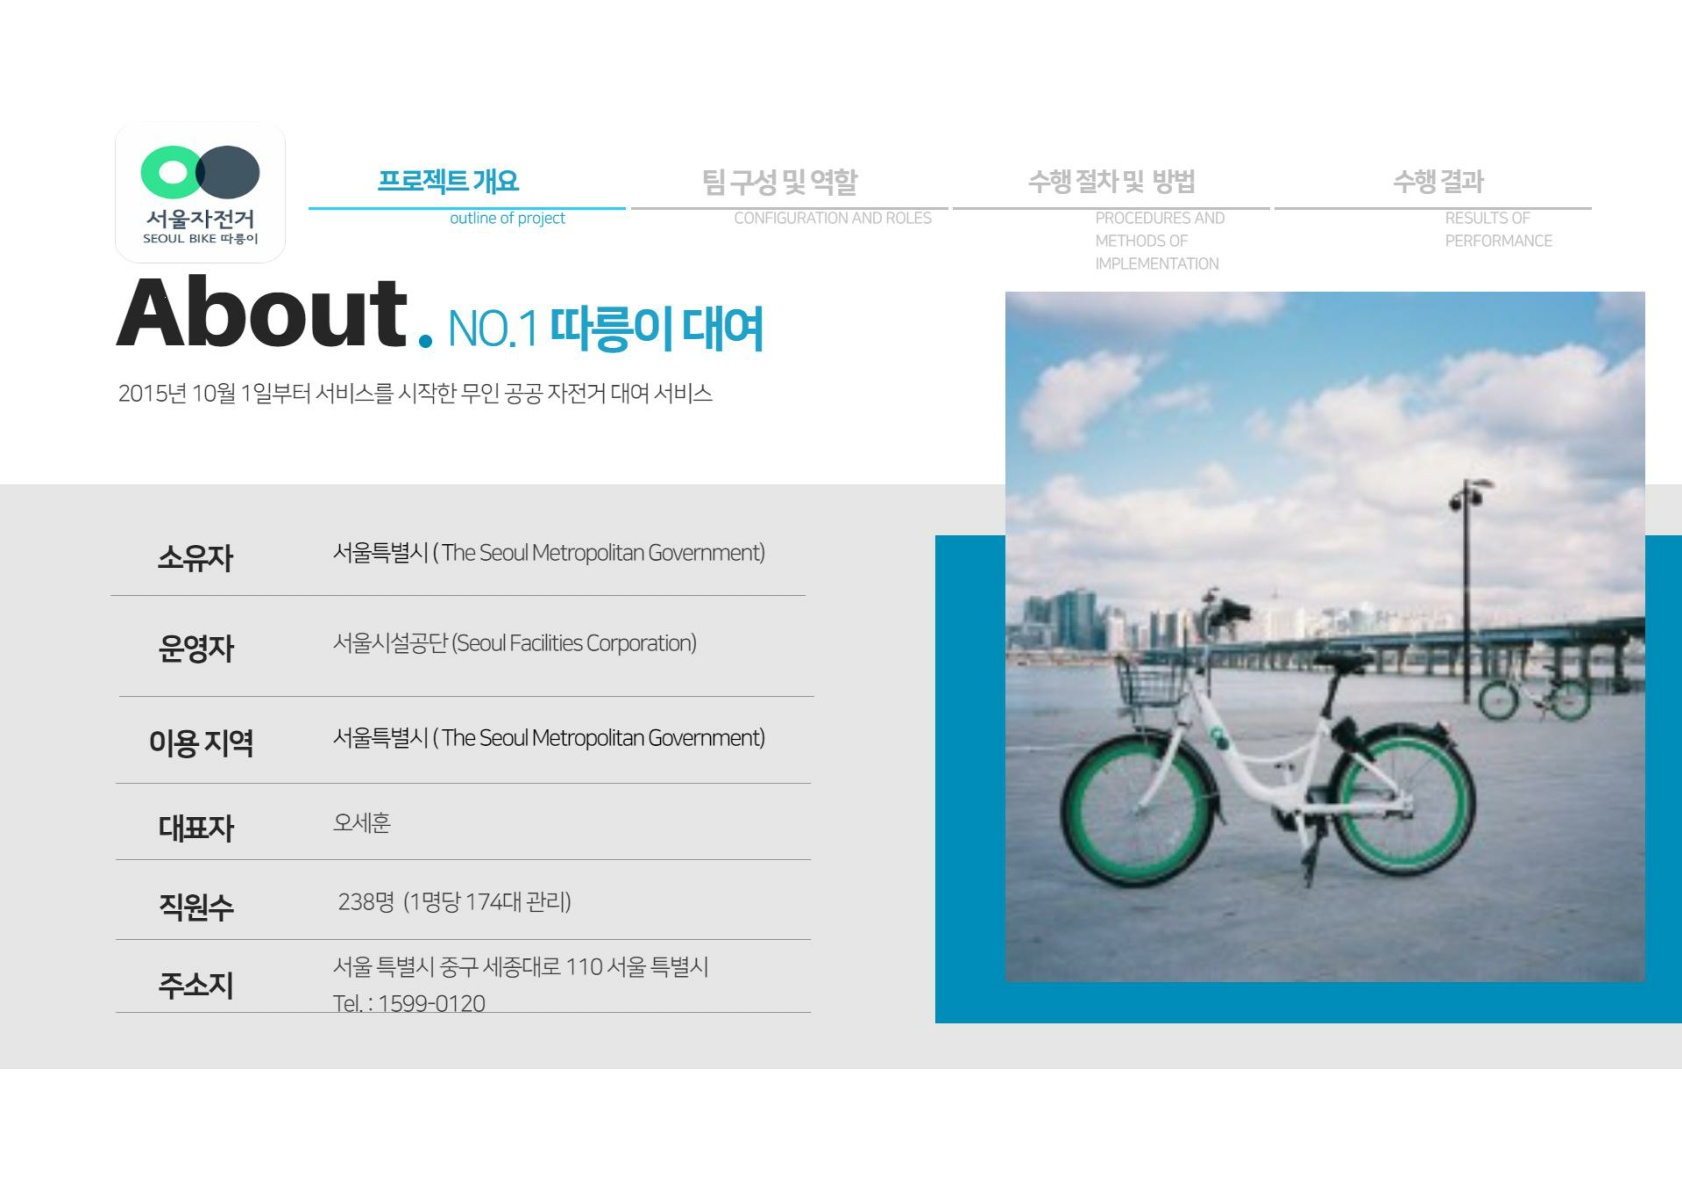 서울자전거
SEOUL BIKE 따릉이
프로젝트 개요
outline of project
팀 구성 및 역할
CONFIGURATION AND ROLES
수행 절차 및 방법
PROCEDURES AND
METHODS OF
IMPLEMENTATION
수행 결과
RESULTS OF
PERFORMANCE
About. NO.1 따릉이 대여
2015년 10월 1일부터 서비스를 시작한 무인 공공 자전거 대여 서비스
소유자 서울특별시 ( The Seoul Metropolitan Government)
운영자 서울시설공단 (Seoul Facilities Corporation)
이용 지역 서울특별시 ( The Seoul Metropolitan Government)
대표자 오세훈
직원수 238명 (1명당 174대 관리)
주소지 서울 특별시 중구 세종대로 110 서울 특별시
Tel. : 1599-0120